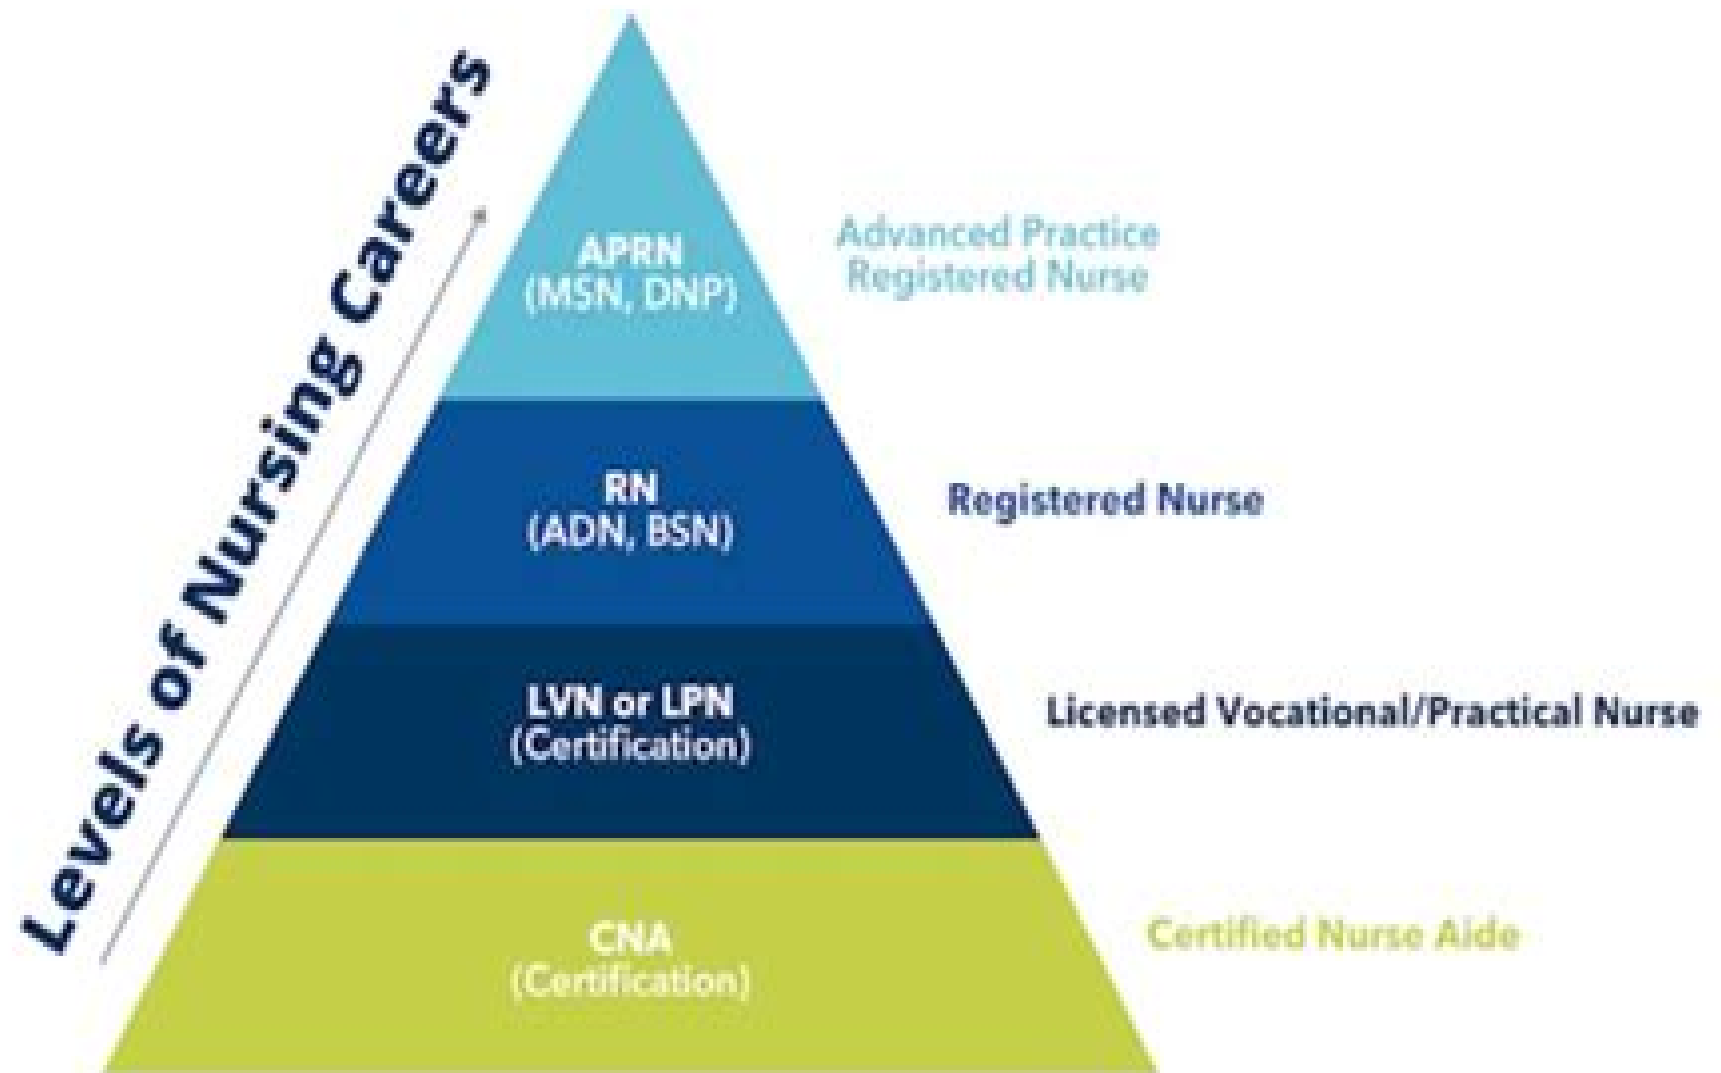 Levels of Nursing Careers
APRN
(MSN, DNP)
Advanced Practice
Registered Nurse
RN
(ADN, BSN)
Registered Nurse
LVN or LPN
(Certification)
Licensed Vocational/Practical Nurse
CNA
(Certification)
Certified Nurse Aide